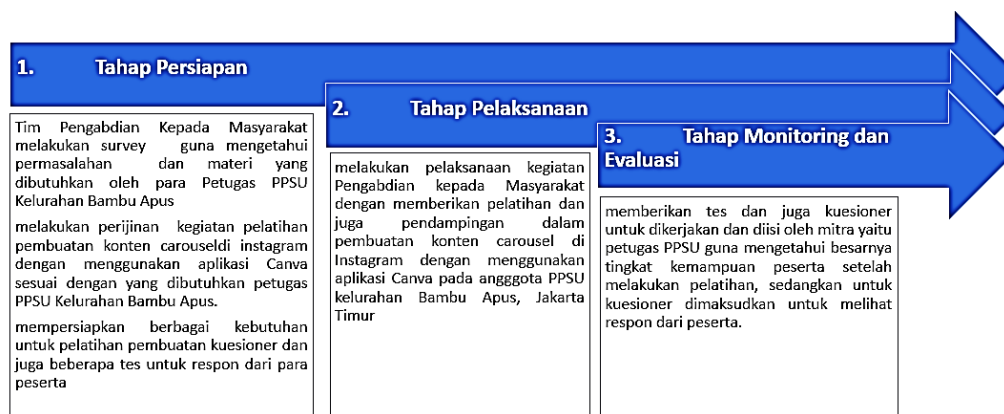 1. Tahap Persiapan
Tim Pengabdian Kepada Masyarakat
melakukan survey guna mengetahui
permasalahan dan materi yang
dibutuhkan oleh para Petugas PPSU
Kelurahan Bambu Apus
melakukan perijinan kegiatan pelatihan
pembuatan konten carouseldi instagram
dengan menggunakan aplikasi Canva
sesuai dengan yang dibutuhkan petugas
PPSU Kelurahan Bambu Apus.
mempersiapkan berbagai kebutuhan
untuk pelatihan pembuatan kuesioner dan
juga beberapa tes untuk respon dari para
peserta
2. Tahap Pelaksanaan
melakukan pelaksanaan kegiatan
Pengabdian kepada Masyarakat
dengan memberikan pelatihan dan
juga pendampingan dalam
pembuatan konten carousel di
Instagram dengan menggunakan
aplikasi Canva pada angggota PPSU
kelurahan Bambu Apus, Jakarta
Timur
3. Tahap Monitoring dan
Evaluasi
memberikan tes dan juga kuesioner
untuk dikerjakan dan diisi oleh mitra yaitu
petugas PPSU guna mengetahui besarnya
tingkat kemampuan peserta setelah
melakukan pelatihan, sedangkan untuk
kuesioner dimaksudkan untuk melihat
respon dari peserta.